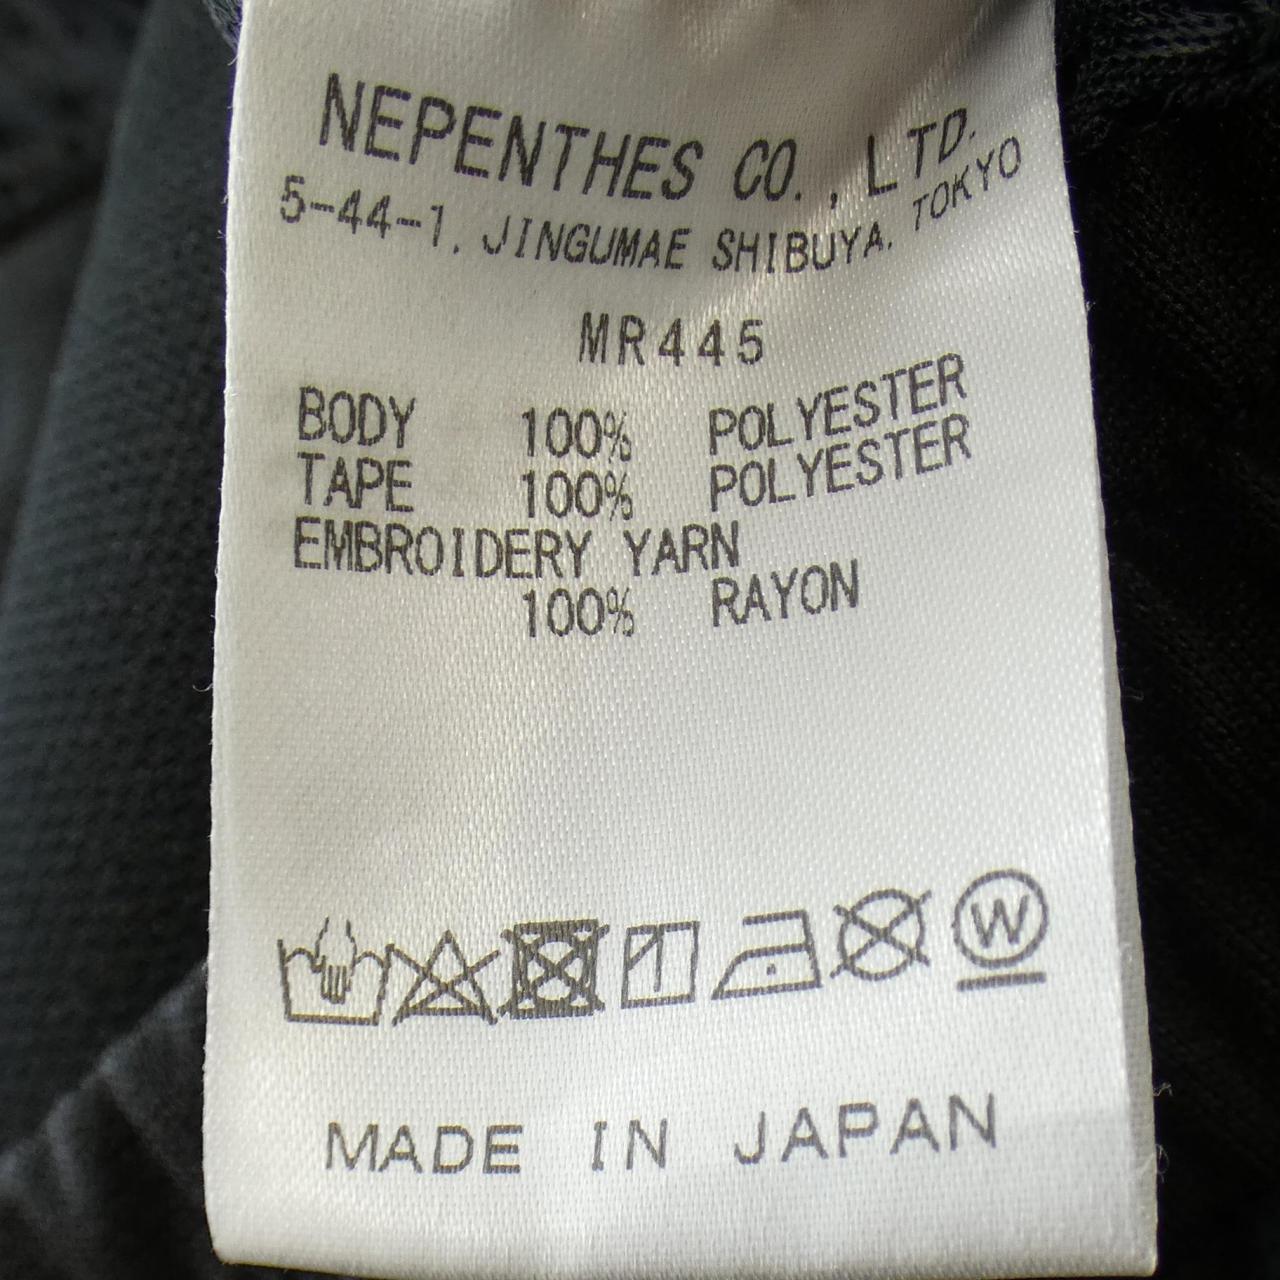 NEPENTHES CO., LTD.
5-44-1, JINGUMAE SHIBUYA, TOKYO
MR445
BODY 100% POLYESTER
TAPE 100% POLYESTER
EMBROIDERY YARN
100% RAYON
W
MADE IN JAPAN